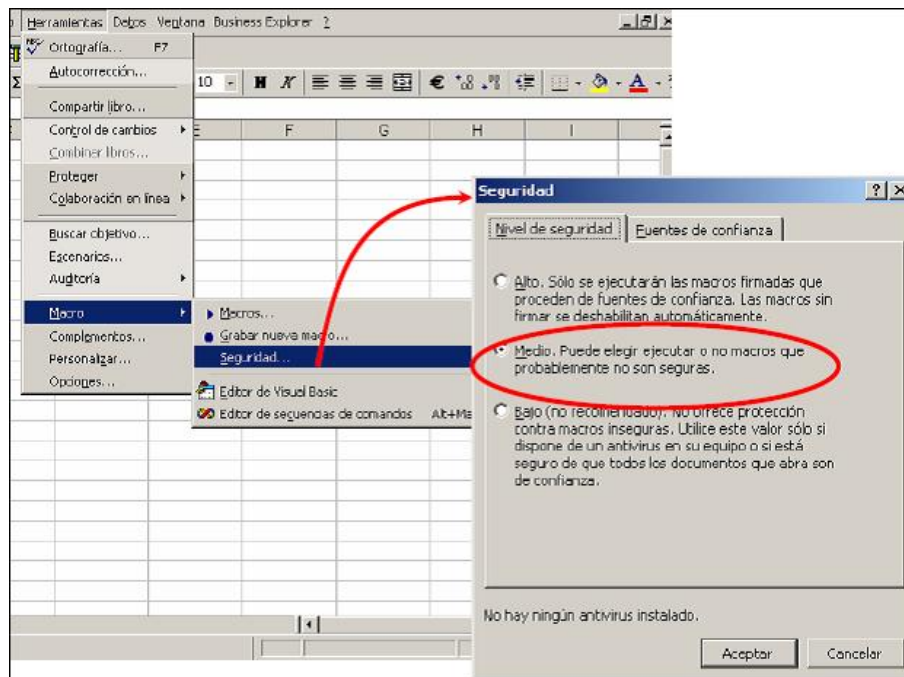 Herramientas Datos Ventana Business Explorer ?
Ortografía... F7
Autocorrección...
10 N K €
Compartir libro...
Control de cambios
E F G H I
Combinar libros...
Proteger
Colaboración en línea
Buscar objetivo...
Escenarios...
Auditoría
Macro
Complementos...
Personalizar...
Opciones...
Macros...
Grabar nueva macro...
Seguridad...
Editor de Visual Basic
Editor de secuencias de comandos
Seguridad
Nivel de seguridad Fuentes de confianza
Alto. Sólo se ejecutarán las macros firmadas que
proceden de fuentes de confianza. Las macros sin
firmar se deshabilitan automáticamente.
Medio. Puede elegir ejecutar o no macros que
probablemente no son seguras.
Bajo (no recomendado). No ofrece protección
contra macros inseguras. Utilice este valor sólo si
dispone de un antivirus en su equipo o si está
seguro de que todos los documentos que abra son
de confianza.
No hay ningún antivirus instalado.
Aceptar Cancelar